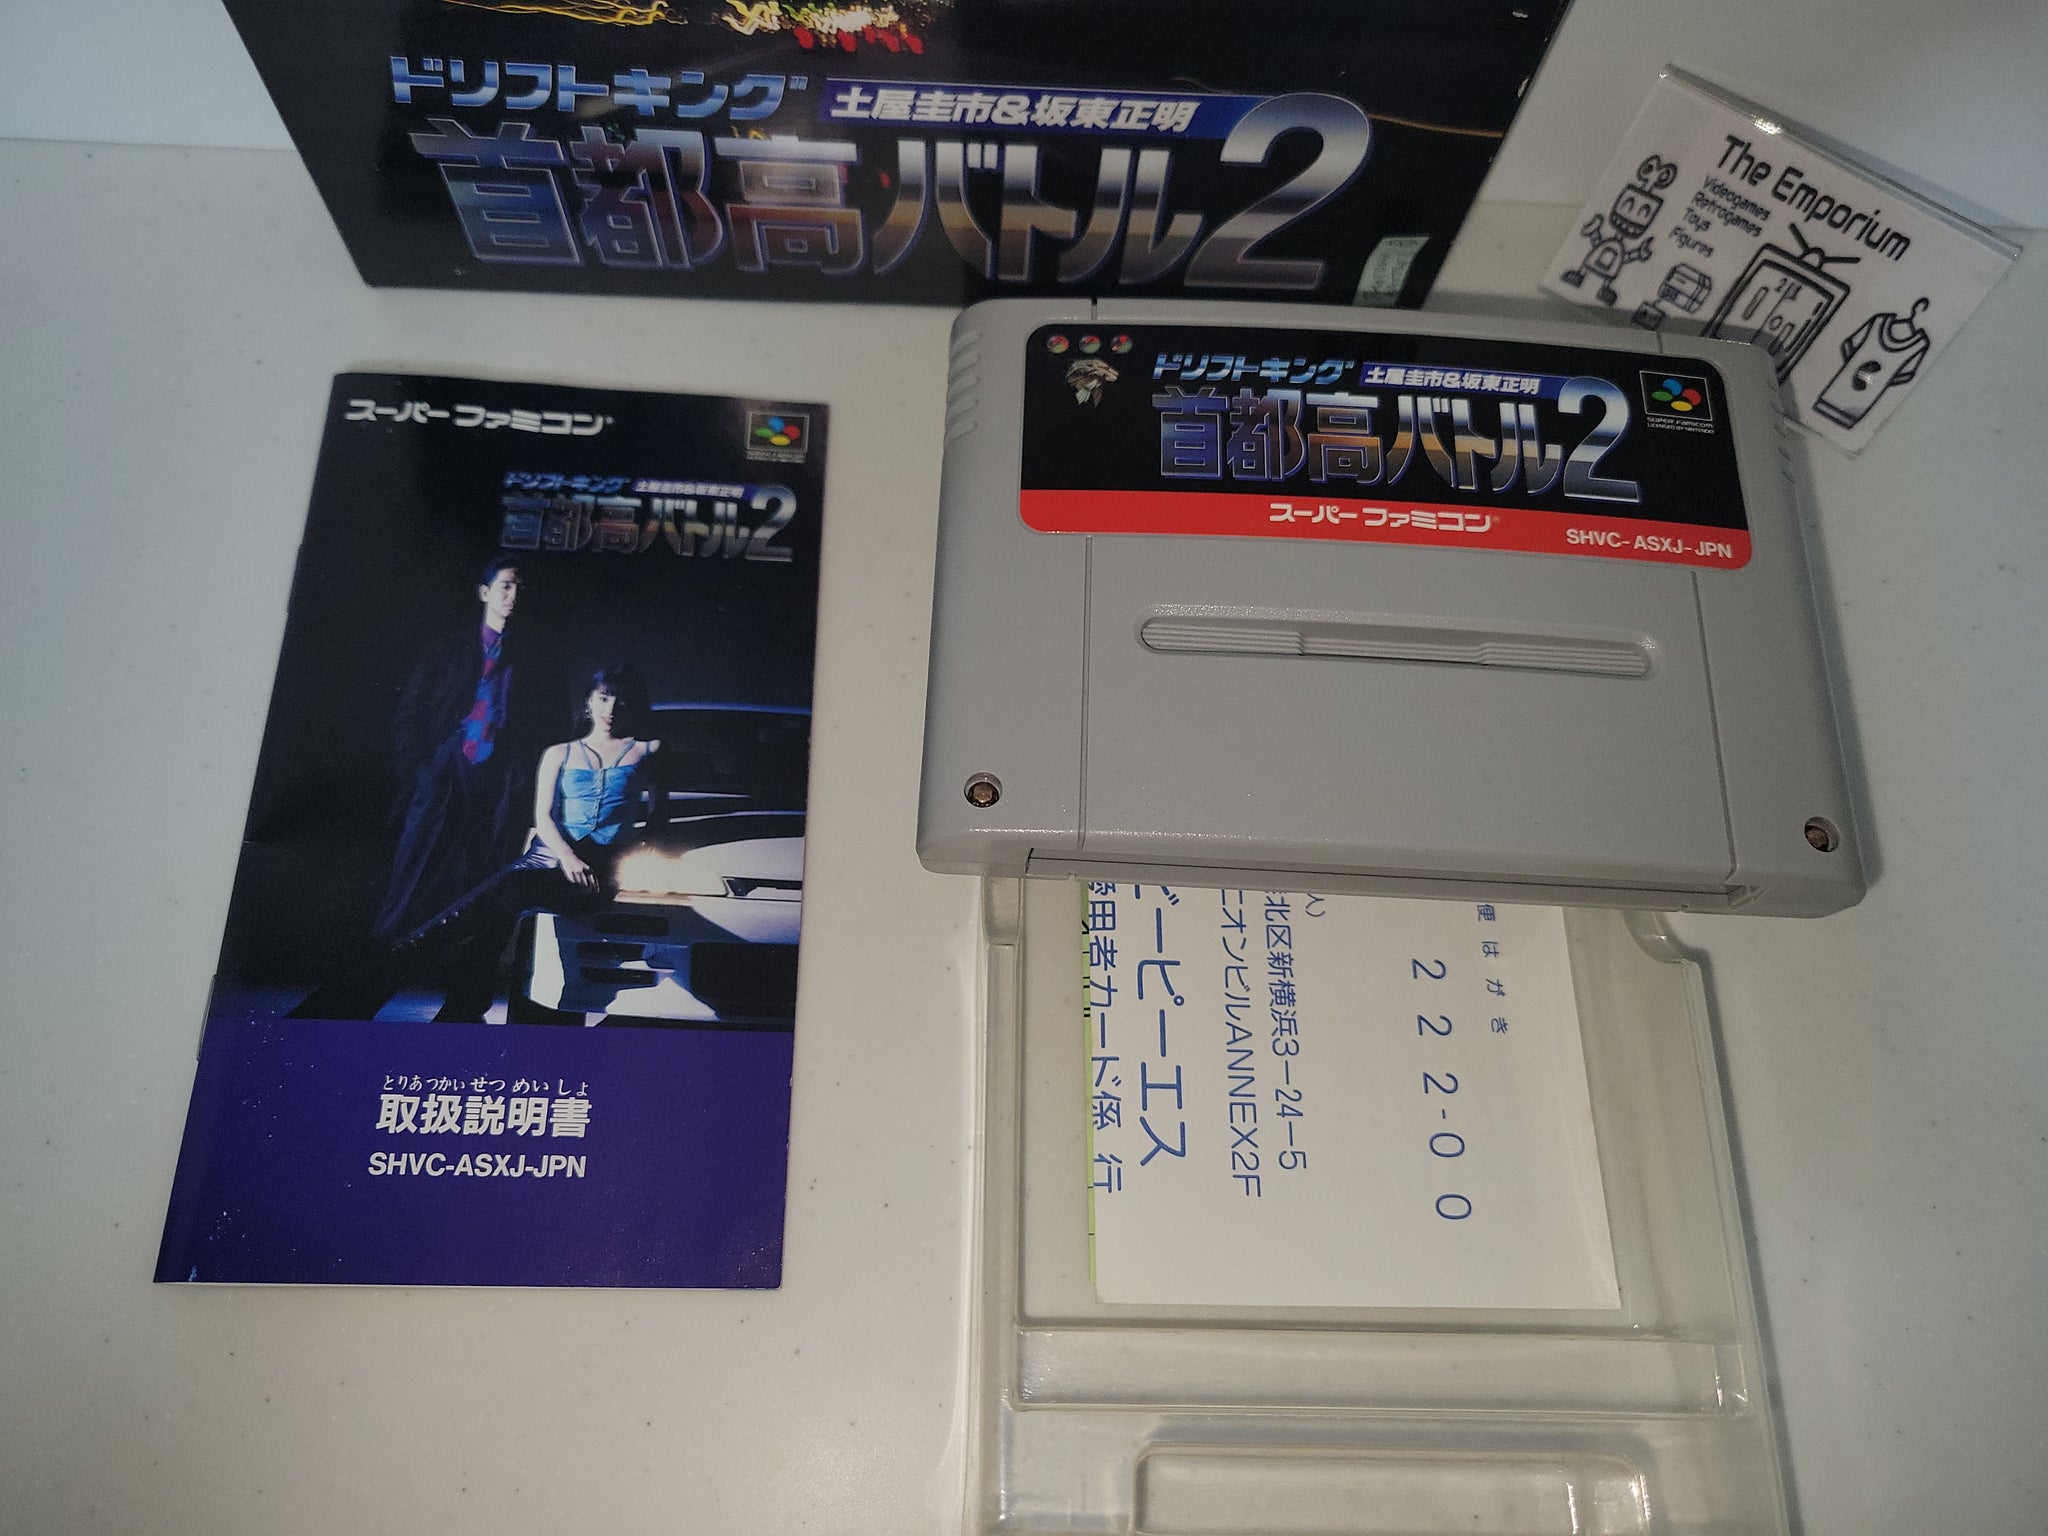 ドリフトキング 土屋圭市&坂東正明
首都高バトル2
The Emporium
Videogames
Retrogames
Toys
Figures
スーパーファミコン
ドリフトキング 土屋圭市&坂東正明
首都高バトル2
とりあつかいせつめいしょ
取扱説明書
SHVC-ASXJ-JPN
ドリフトキング 土屋圭市&坂東正明
首都高バトル2
SUPER FAMICOM
LICENSED BY NINTENDO
スーパーファミコン
SHVC-ASXJ-JPN
便はがき
222-00
北区新横浜3-24-5
ニオンビルANNEX2F
ビーピーエス
用者カード係 行